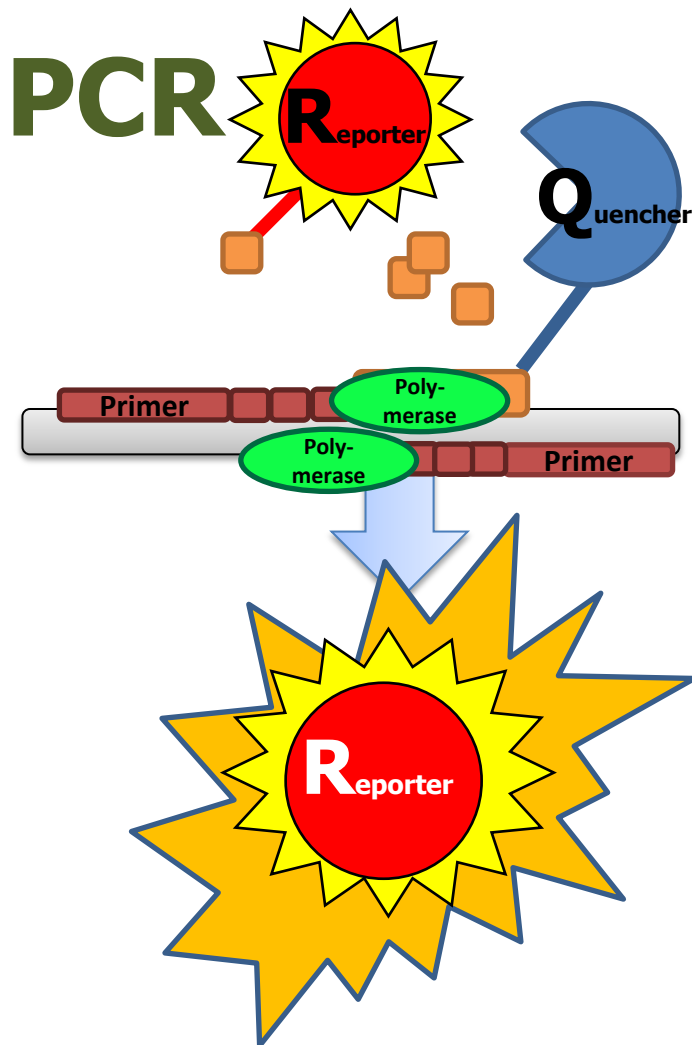 PCR
Reporter
Quencher
Poly-
merase
Primer
Poly-
merase
Primer
Reporter